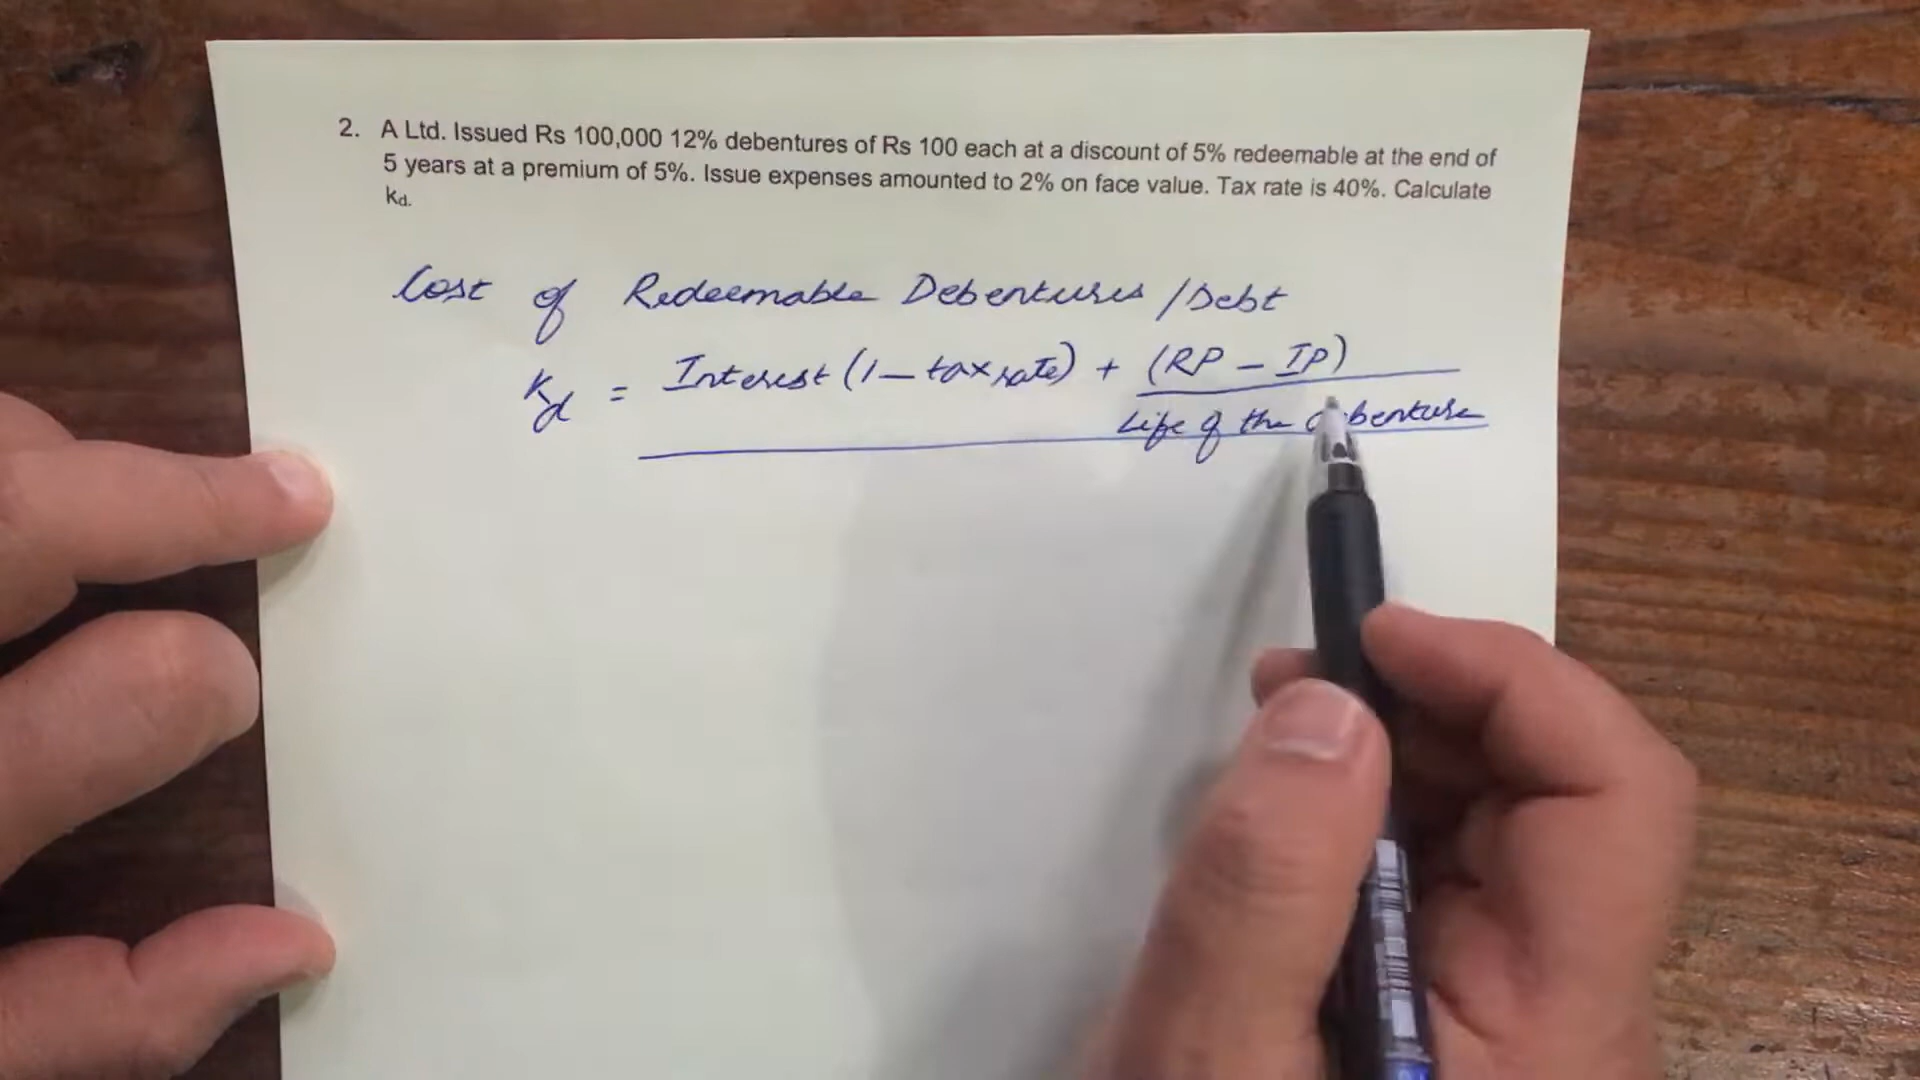 2. A Ltd. Issued Rs 100,000 12% debentures of Rs 100 each at a discount of 5% redeemable at the end of
5 years at a premium of 5%. Issue expenses amounted to 2% on face value. Tax rate is 40%. Calculate
kd.
Cost of Redeemable Debentures / Debt
Kd = Interest (1 - tax rate) + (RP - IP)
Life of the